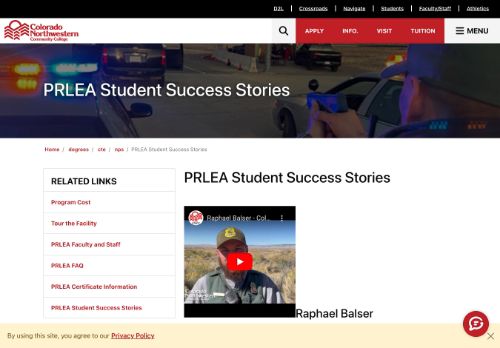 D2L Crossroads Navigate Students Faculty/Staff Athletics
Colorado
Northwestern
Community College
APPLY INFO. VISIT TUITION MENU
PRLEA Student Success Stories
Home / degrees / cte / nps / PRLEA Student Success Stories
RELATED LINKS
Program Cost
Tour the Facility
PRLEA Faculty and Staff
PRLEA FAQ
PRLEA Certificate Information
PRLEA Student Success Stories
PRLEA Student Success Stories
Raphael Balser - Col...
Raphael Balser
By using this site, you agree to our Privacy Policy